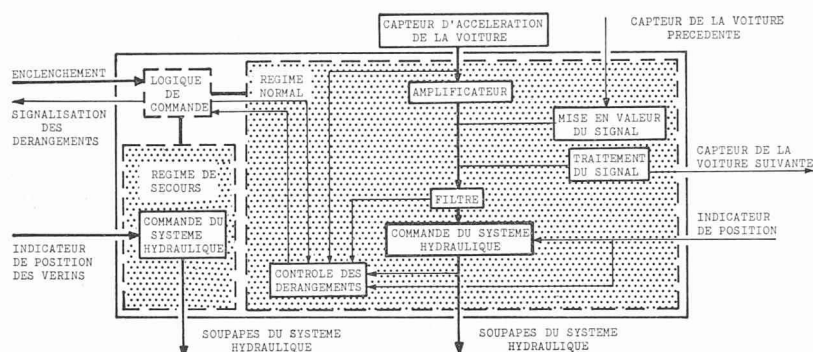 CAPTEUR D'ACCELERATION
DE LA VOITURE
CAPTEUR DE LA VOITURE
PRECEDENTE
ENCLENCHEMENT
LOGIQUE
DE
COMMANDE
REGIME
NORMAL
AMPLIFICATEUR
SIGNALISATION
DES
DERANGEMENTS
MISE EN VALEUR
DU SIGNAL
CAPTEUR DE LA
VOITURE SUIVANTE
TRAITEMENT
DU SIGNAL
REGIME DE
SECOURS
FILTRE
COMMANDE DU
SYSTEME
HYDRAULIQUE
COMMANDE DU SYSTEME
HYDRAULIQUE
INDICATEUR
DE POSITION
INDICATEUR
DE POSITION
DES VERINS
CONTROLE DES
DERANGEMENTS
SOUPAPES DU SYSTEME
HYDRAULIQUE
SOUPAPES DU SYSTEME
HYDRAULIQUE